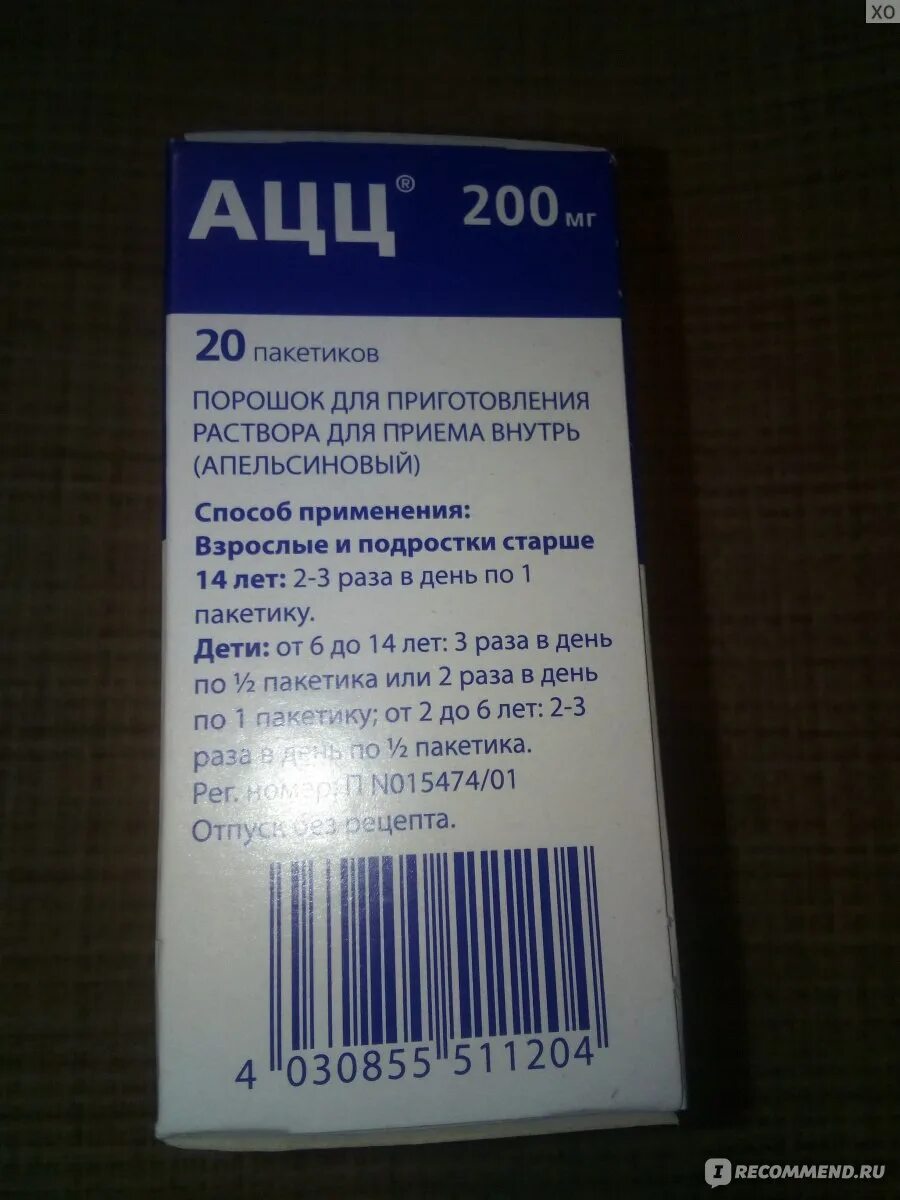 XO
АЦЦ® 200 мг
20 пакетиков
ПОРОШОК ДЛЯ ПРИГОТОВЛЕНИЯ
РАСТВОРА ДЛЯ ПРИЕМА ВНУТРЬ
(АПЕЛЬСИНОВЫЙ)
Способ применения:
Взрослые и подростки старше
14 лет: 2-3 раза в день по 1
пакетику.
Дети: от 6 до 14 лет: 3 раза в день
по ½ пакетика или 2 раза в день
по 1 пакетику; от 2 до 6 лет: 2-3
раза в день по ½ пакетика.
Рег. номер: П N015474/01
Отпуск без рецепта.
4 030855 511204
I RECOMMEND.RU